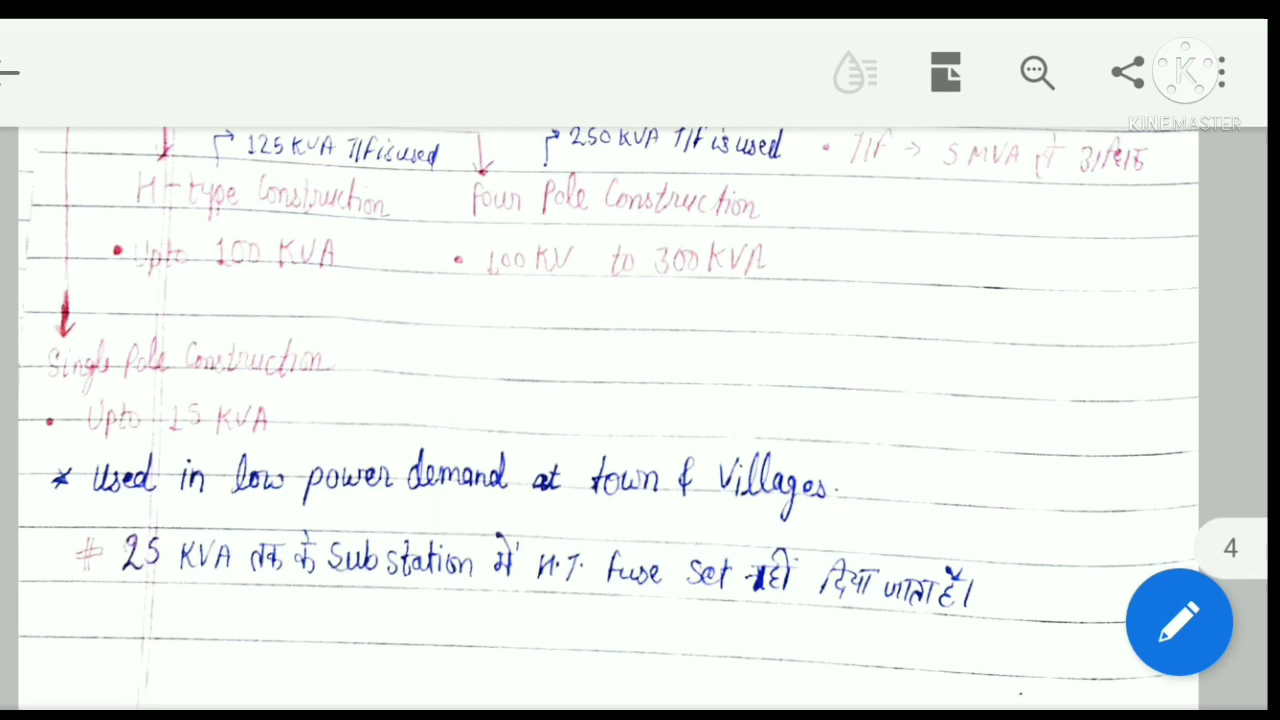 KINEMASTER
125 KVA T/F is used
250 KVA T/F is used
• T/F → 5 MVA से अधिक
H-type Construction
Four Pole Construction
• Upto 100 KVA
• 100 KV to 300 KVA
Single Pole Construction
• Upto 15 KVA
* Used in low power demand at town & Villages.
4
# 25 KVA तक के Substation में H.T. fuse set नहीं दिया जाता है।